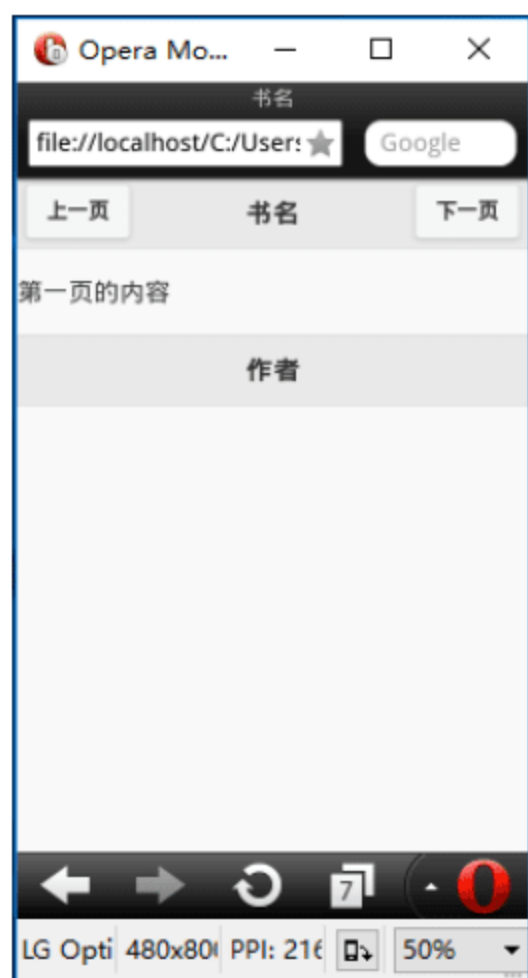 Opera Mo...
书名
file://localhost/C:/Users
Google
上一页 书名 下一页
第一页的内容
作者
7
LG Opti 480x80 PPI: 216 50%